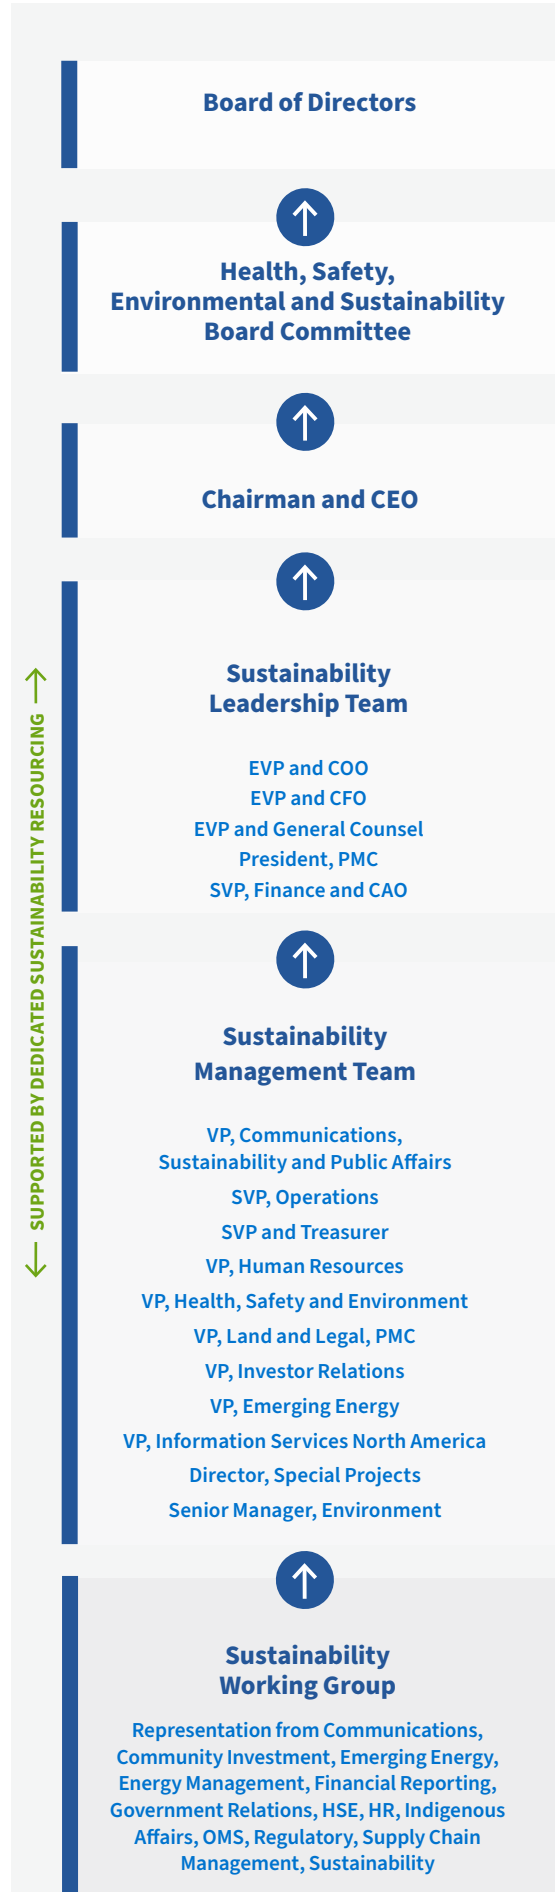 Board of Directors
Health, Safety,
Environmental and Sustainability
Board Committee
Chairman and CEO
Sustainability
Leadership Team
EVP and COO
EVP and CFO
EVP and General Counsel
President, PMC
SVP, Finance and CAO
SUPPORTED BY DEDICATED SUSTAINABILITY RESOURCING
Sustainability
Management Team
VP, Communications,
Sustainability and Public Affairs
SVP, Operations
SVP and Treasurer
VP, Human Resources
VP, Health, Safety and Environment
VP, Land and Legal, PMC
VP, Investor Relations
VP, Emerging Energy
VP, Information Services North America
Director, Special Projects
Senior Manager, Environment
Sustainability
Working Group
Representation from Communications,
Community Investment, Emerging Energy,
Energy Management, Financial Reporting,
Government Relations, HSE, HR, Indigenous
Affairs, OMS, Regulatory, Supply Chain
Management, Sustainability